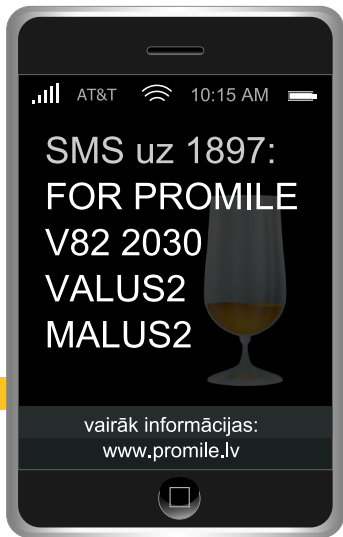 AT&T 10:15 AM
SMS uz 1897:
FOR PROMILE
V82 2030
VALUS2
MALUS2
vairāk informācijas:
www.promile.lv